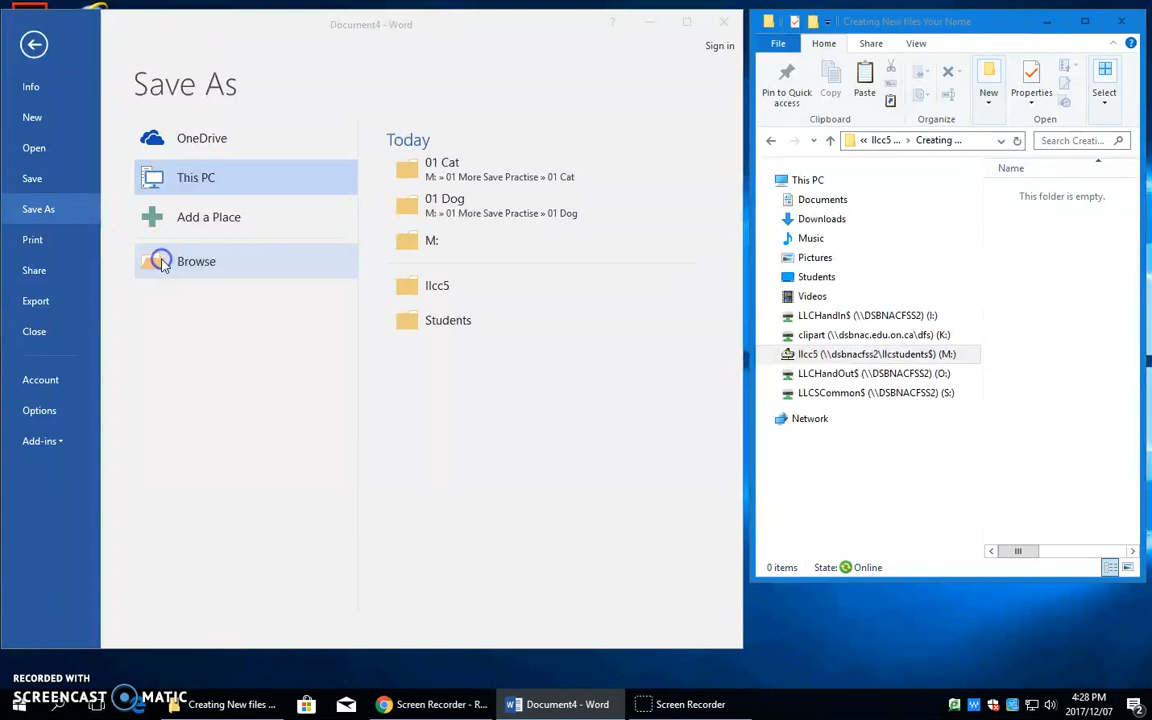 Document4 - Word
?
Sign in
Info
New
Open
Save
Save As
Print
Share
Export
Close
Account
Options
Add-ins
Save As
OneDrive
This PC
Add a Place
Browse
Today
01 Cat
M: » 01 More Save Practise » 01 Cat
01 Dog
M: » 01 More Save Practise » 01 Dog
M:
llcc5
Students
Creating New files Your Name
File Home Share View
Pin to Quick access
Copy
Paste
Clipboard
Organize
New
Properties
Open
Select
« llcc5 ... › Creating ...
Search Creati...
This PC
Documents
Downloads
Music
Pictures
Students
Videos
LLCHandIn$ (\\DSBNACFSS2) (I:)
clipart (\\dsbnac.edu.on.ca\dfs) (K:)
llcc5 (\\dsbnacfss2\llcstudents$) (M:)
LLCHandOut$ (\\DSBNACFSS2) (O:)
LLCSCommon$ (\\DSBNACFSS2) (S:)
Network
Name
This folder is empty.
0 items State: Online
RECORDED WITH
SCREENCAST MATIC
Creating New files ...
Screen Recorder - R...
Document4 - Word
Screen Recorder
4:28 PM
2017/12/07
2